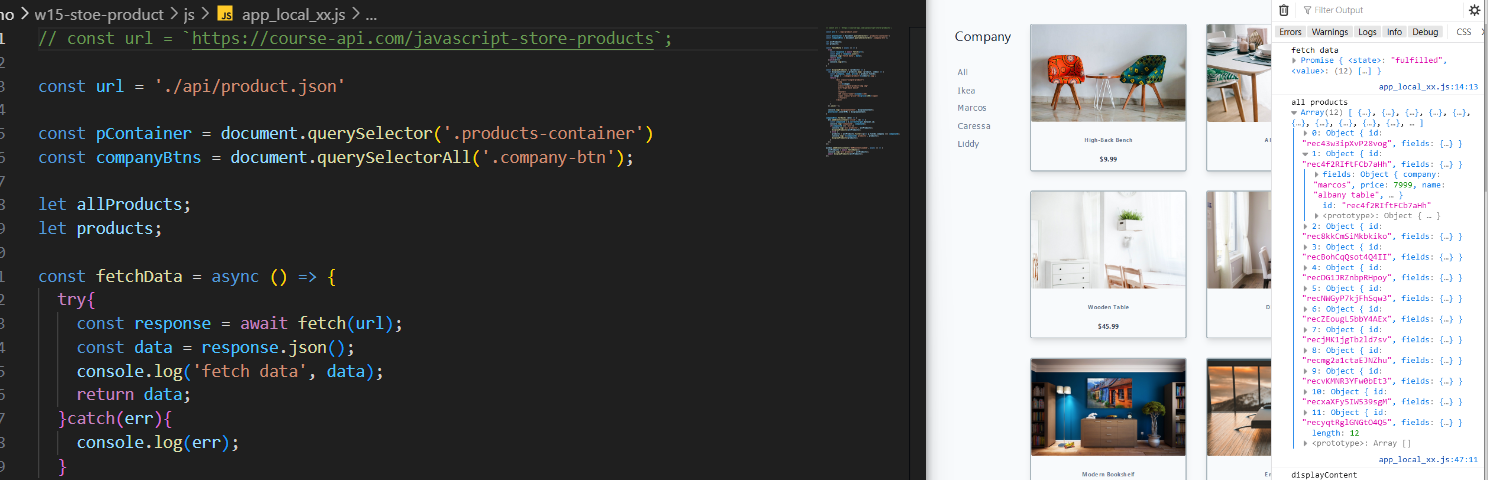 no > w15-stoe-product > js > JS app_local_xx.js > ...
1 // const url = `https://course-api.com/javascript-store-products`;
2
3 const url = './api/product.json'
4
5 const pContainer = document.querySelector('.products-container')
6 const companyBtns = document.querySelectorAll('.company-btn');
7
8 let allProducts;
9 let products;
0
1 const fetchData = async () => {
2 try{
3 const response = await fetch(url);
4 const data = response.json();
5 console.log('fetch data', data);
6 return data;
7 }catch(err){
8 console.log(err);
9 }
Company
All
Ikea
Marcos
Caressa
Liddy
High-Back Bench
$9.99
A
Wooden Table
$45.99
D
Modern Bookshelf
En
Filter Output
Errors Warnings Logs Info Debug CSS
fetch data
Promise { <state>: "fulfilled",
<value>: (12) […] }
app_local_xx.js:14:13
all products
Array(12) [ {…}, {…}, {…}, {…}, {…}, {…},
{…}, {…}, {…}, {…}, {…}, … ]
0: Object { id:
"rec43w3ipXvP28vog", fields: {…} }
1: Object { id:
"rec4f2RIftFCb7aHh", fields: {…} }
fields: Object { company:
"marcos", price: 7999, name:
"albany table", … }
id: "rec4f2RIftFCb7aHh"
<prototype>: Object { … }
2: Object { id:
"rec8kkCmSiMkbkiko", fields: {…} }
3: Object { id:
"recBohCqQsot4Q4II", fields: {…} }
4: Object { id:
"recDG1JRZnbpRHpoy", fields: {…} }
5: Object { id:
"recNWGyP7kjFhSqw3", fields: {…} }
6: Object { id:
"recZEougL5bbY4AEx", fields: {…} }
7: Object { id:
"recjMK1jgTb2ld7sv", fields: {…} }
8: Object { id:
"recmg2a1ctaEJNZhu", fields: {…} }
9: Object { id:
"recvKMNR3YFw0bEt3", fields: {…} }
10: Object { id:
"recxaXFy5IW539sgM", fields: {…} }
11: Object { id:
"recyqtRglGNGtO4Q5", fields: {…} }
length: 12
<prototype>: Array []
app_local_xx.js:47:11
displayContent